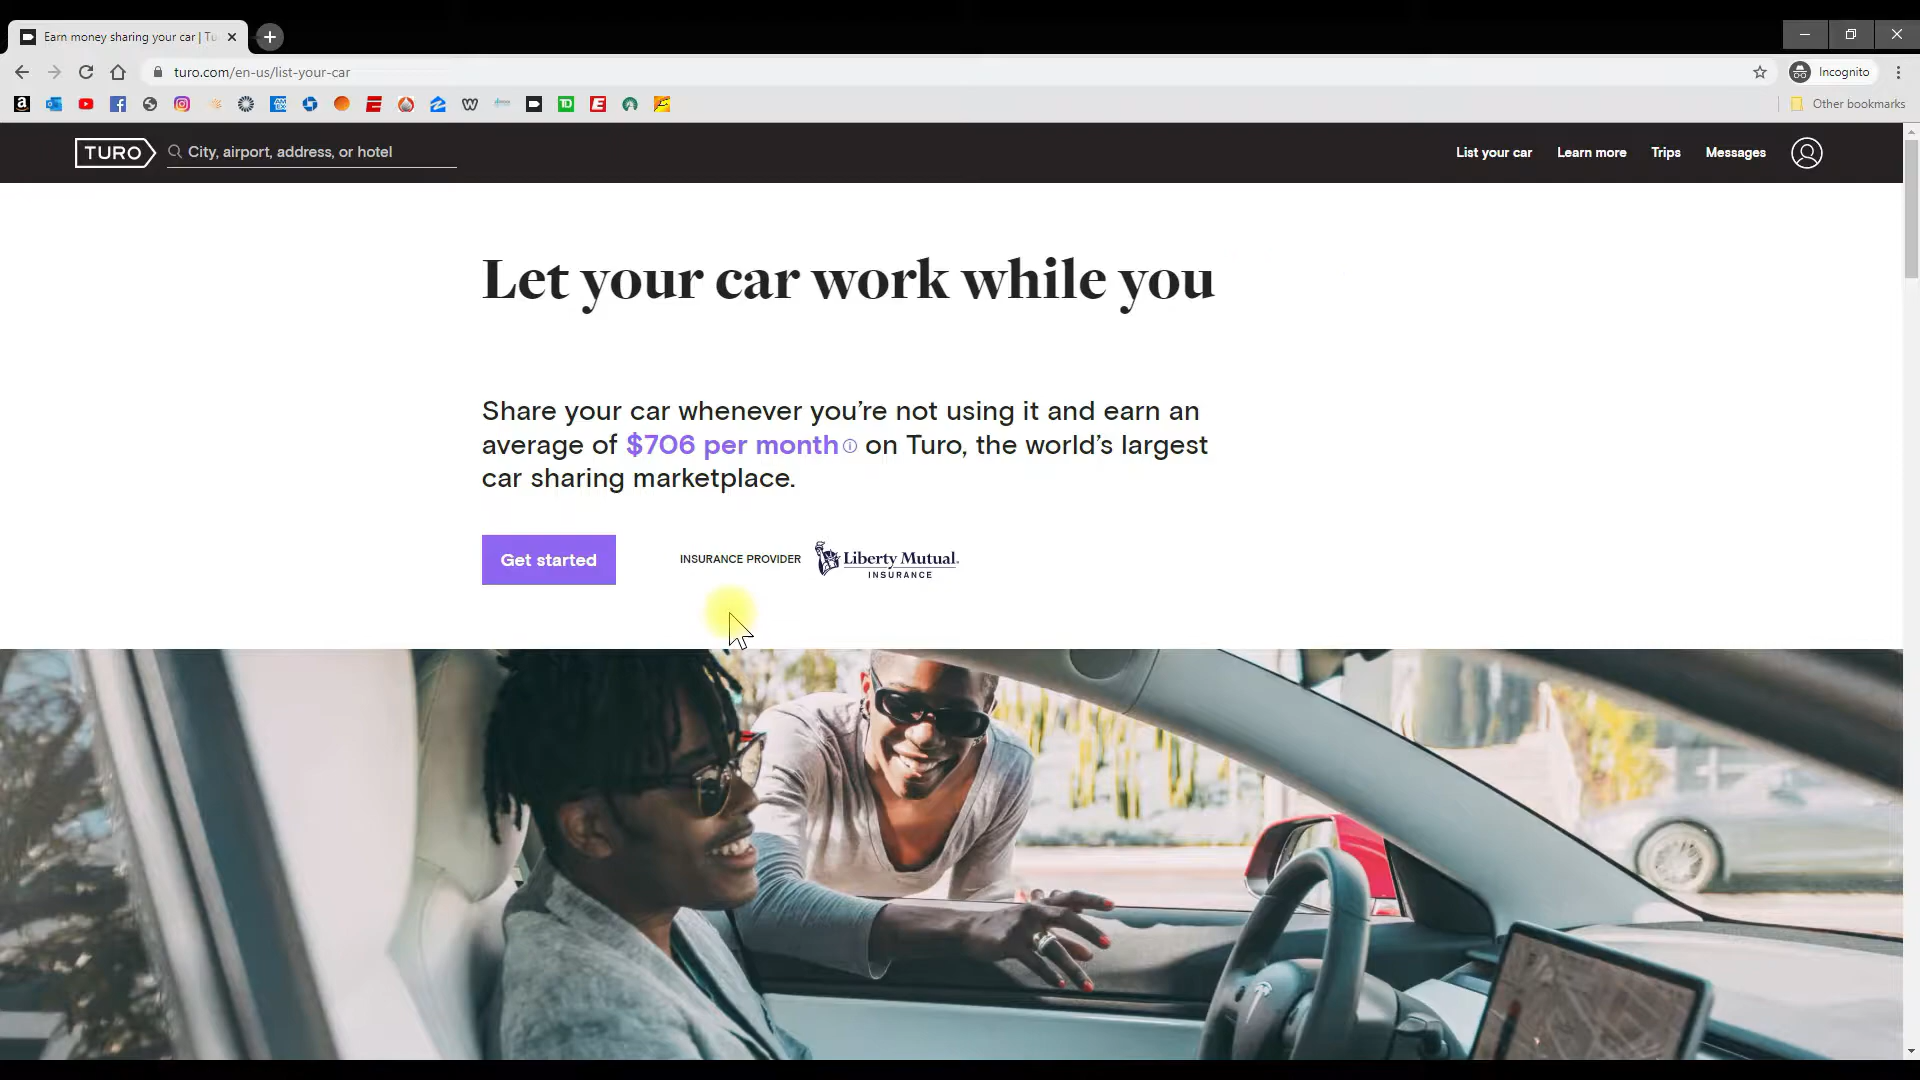 Earn money sharing your car | Tu
turo.com/en-us/list-your-car
Incognito
Other bookmarks
TURO
City, airport, address, or hotel
List your car
Learn more
Trips
Messages
Let your car work while you
Share your car whenever you’re not using it and earn an
average of $706 per month on Turo, the world’s largest
car sharing marketplace.
Get started
INSURANCE PROVIDER
Liberty Mutual
INSURANCE